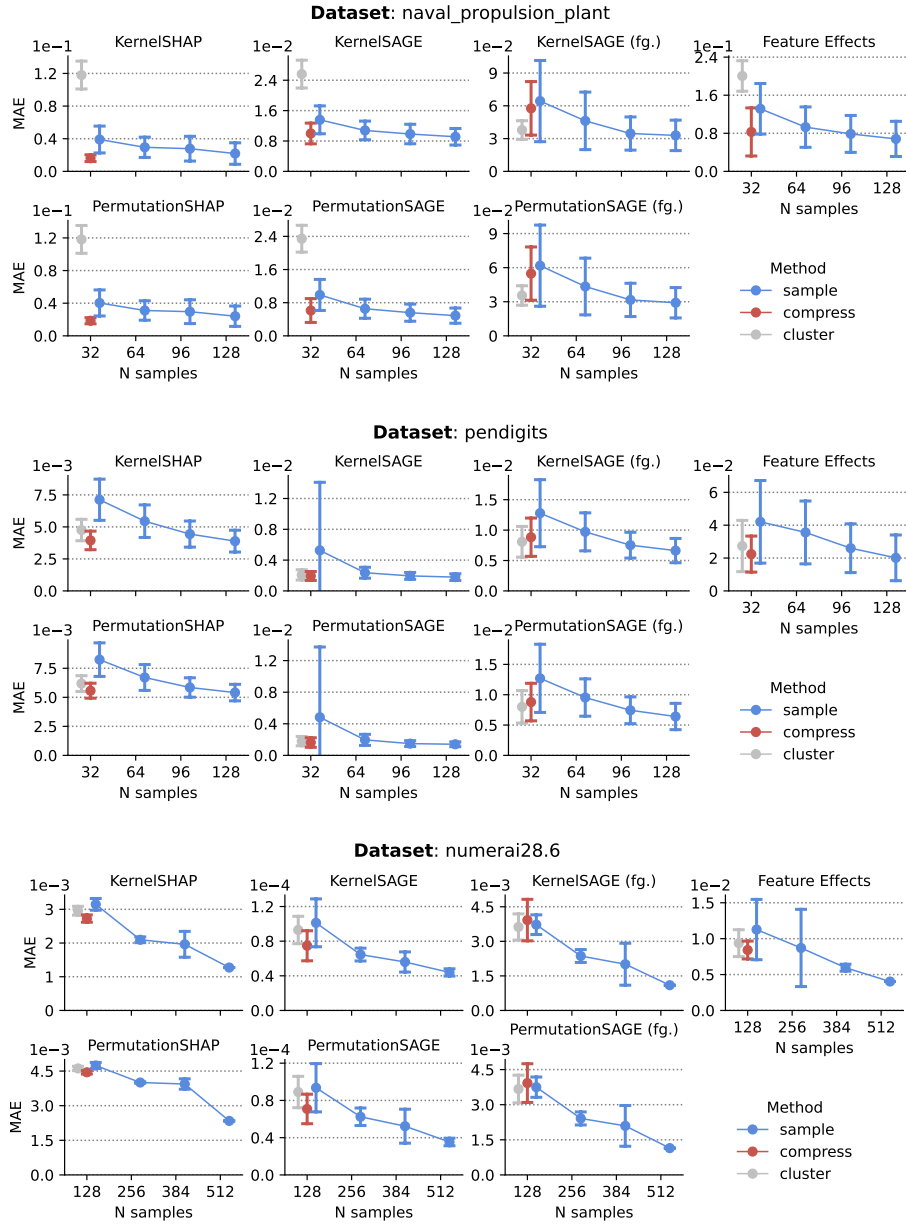 Dataset: naval_propulsion_plant
1e−1 KernelSHAP 1e−2 KernelSAGE 1e−2 KernelSAGE (fg.) 1e−1 Feature Effects
MAE
1.2 0.8 0.4 0.0
2.4 1.6 0.8 0.0
9 6 3 0
2.4 1.6 0.8 0.0
32 64 96 128
N samples
1e−1 PermutationSHAP 1e−2 PermutationSAGE 1e−2 PermutationSAGE (fg.)
MAE
1.2 0.8 0.4 0.0
2.4 1.6 0.8 0.0
9 6 3 0
32 64 96 128 32 64 96 128 32 64 96 128
N samples N samples N samples
Method
sample
compress
cluster
Dataset: pendigits
1e−3 KernelSHAP 1e−2 KernelSAGE 1e−2 KernelSAGE (fg.) 1e−2 Feature Effects
MAE
7.5 5.0 2.5 0.0
1.2 0.8 0.4 0.0
1.5 1.0 0.5 0.0
6 4 2 0
32 64 96 128
N samples
1e−3 PermutationSHAP 1e−2 PermutationSAGE 1e−2 PermutationSAGE (fg.)
MAE
7.5 5.0 2.5 0.0
1.2 0.8 0.4 0.0
1.5 1.0 0.5 0.0
32 64 96 128 32 64 96 128 32 64 96 128
N samples N samples N samples
Method
sample
compress
cluster
Dataset: numerai28.6
1e−3 KernelSHAP 1e−4 KernelSAGE 1e−3 KernelSAGE (fg.) 1e−2 Feature Effects
MAE
3 2 1 0
1.2 0.8 0.4 0.0
4.5 3.0 1.5 0.0
1.5 1.0 0.5 0.0
128 256 384 512
N samples
1e−3 PermutationSHAP 1e−4 PermutationSAGE 1e−3 PermutationSAGE (fg.)
MAE
4.5 3.0 1.5 0.0
1.2 0.8 0.4 0.0
4.5 3.0 1.5 0.0
128 256 384 512 128 256 384 512 128 256 384 512
N samples N samples N samples
Method
sample
compress
cluster